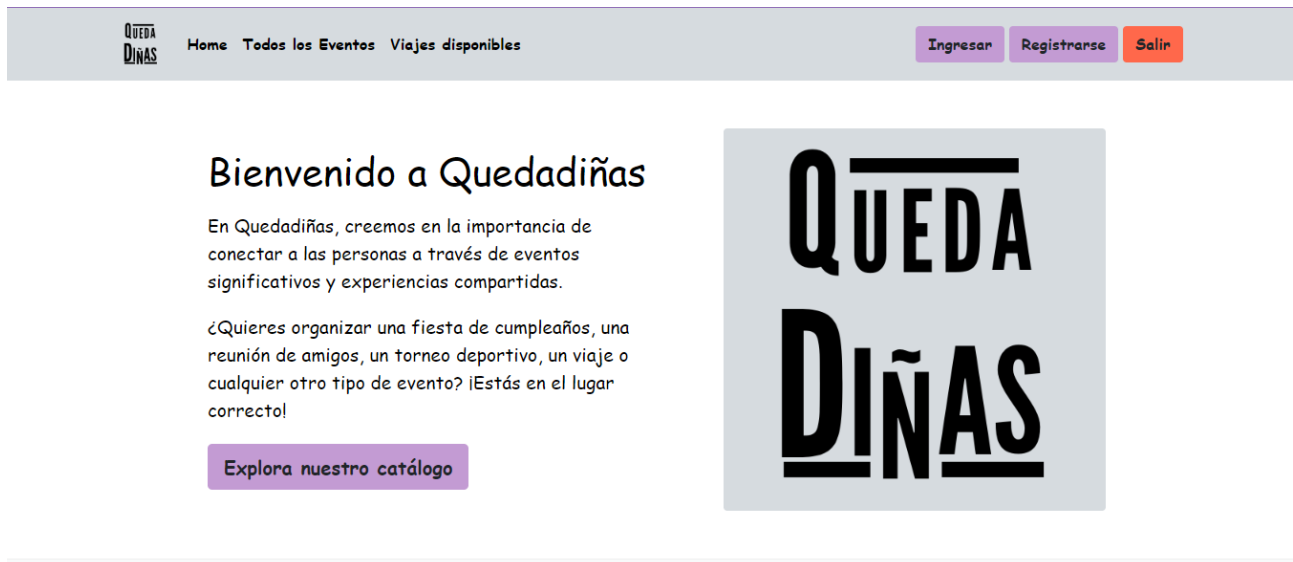 QUEDA
DIÑAS
Home Todos los Eventos Viajes disponibles
Ingresar Registrarse Salir
Bienvenido a Quedadiñas
En Quedadiñas, creemos en la importancia de
conectar a las personas a través de eventos
significativos y experiencias compartidas.
¿Quieres organizar una fiesta de cumpleaños, una
reunión de amigos, un torneo deportivo, un viaje o
cualquier otro tipo de evento? ¡Estás en el lugar
correcto!
Explora nuestro catálogo
QUEDA
DIÑAS